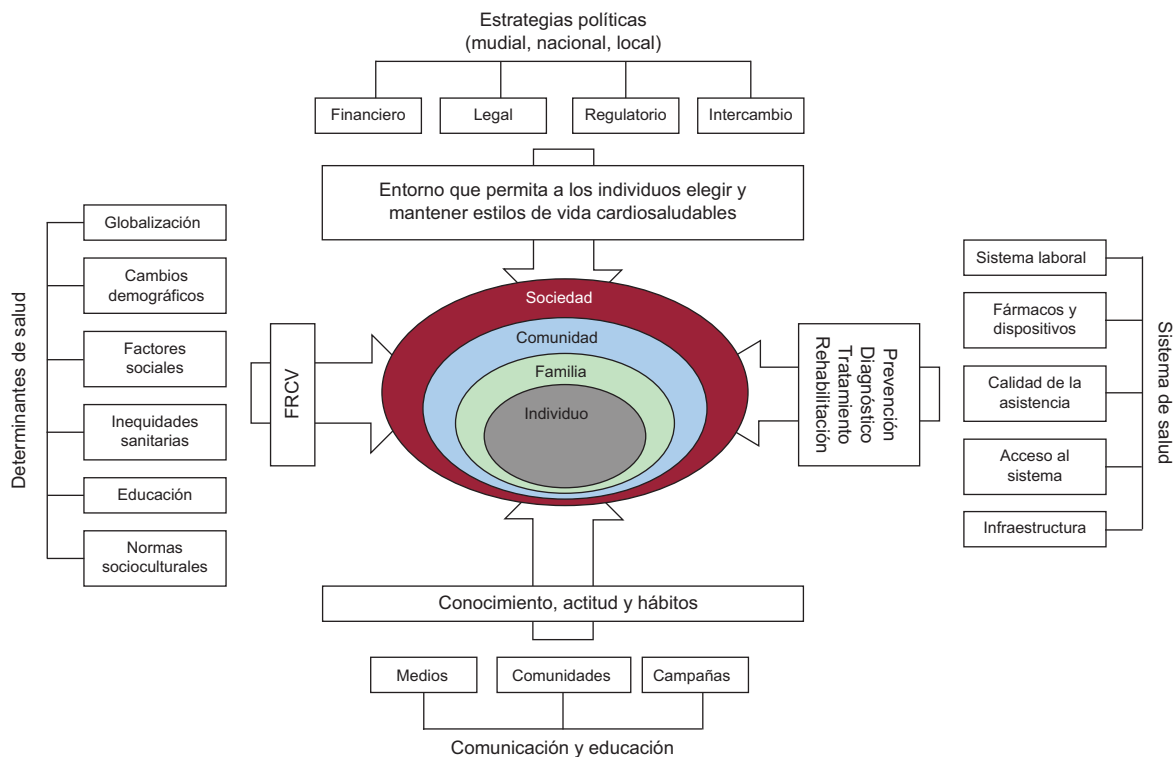 Estrategias políticas
(mudial, nacional, local)
Financiero
Legal
Regulatorio
Intercambio
Entorno que permita a los individuos elegir y
mantener estilos de vida cardiosaludables
Determinantes de salud
Globalización
Cambios
demográficos
Factores
sociales
Inequidades
sanitarias
Educación
Normas
socioculturales
FRCV
Sociedad
Comunidad
Familia
Individuo
Prevención
Diagnóstico
Tratamiento
Rehabilitación
Sistema laboral
Fármacos y
dispositivos
Calidad de la
asistencia
Acceso al
sistema
Infraestructura
Sistema de salud
Conocimiento, actitud y hábitos
Medios
Comunidades
Campañas
Comunicación y educación